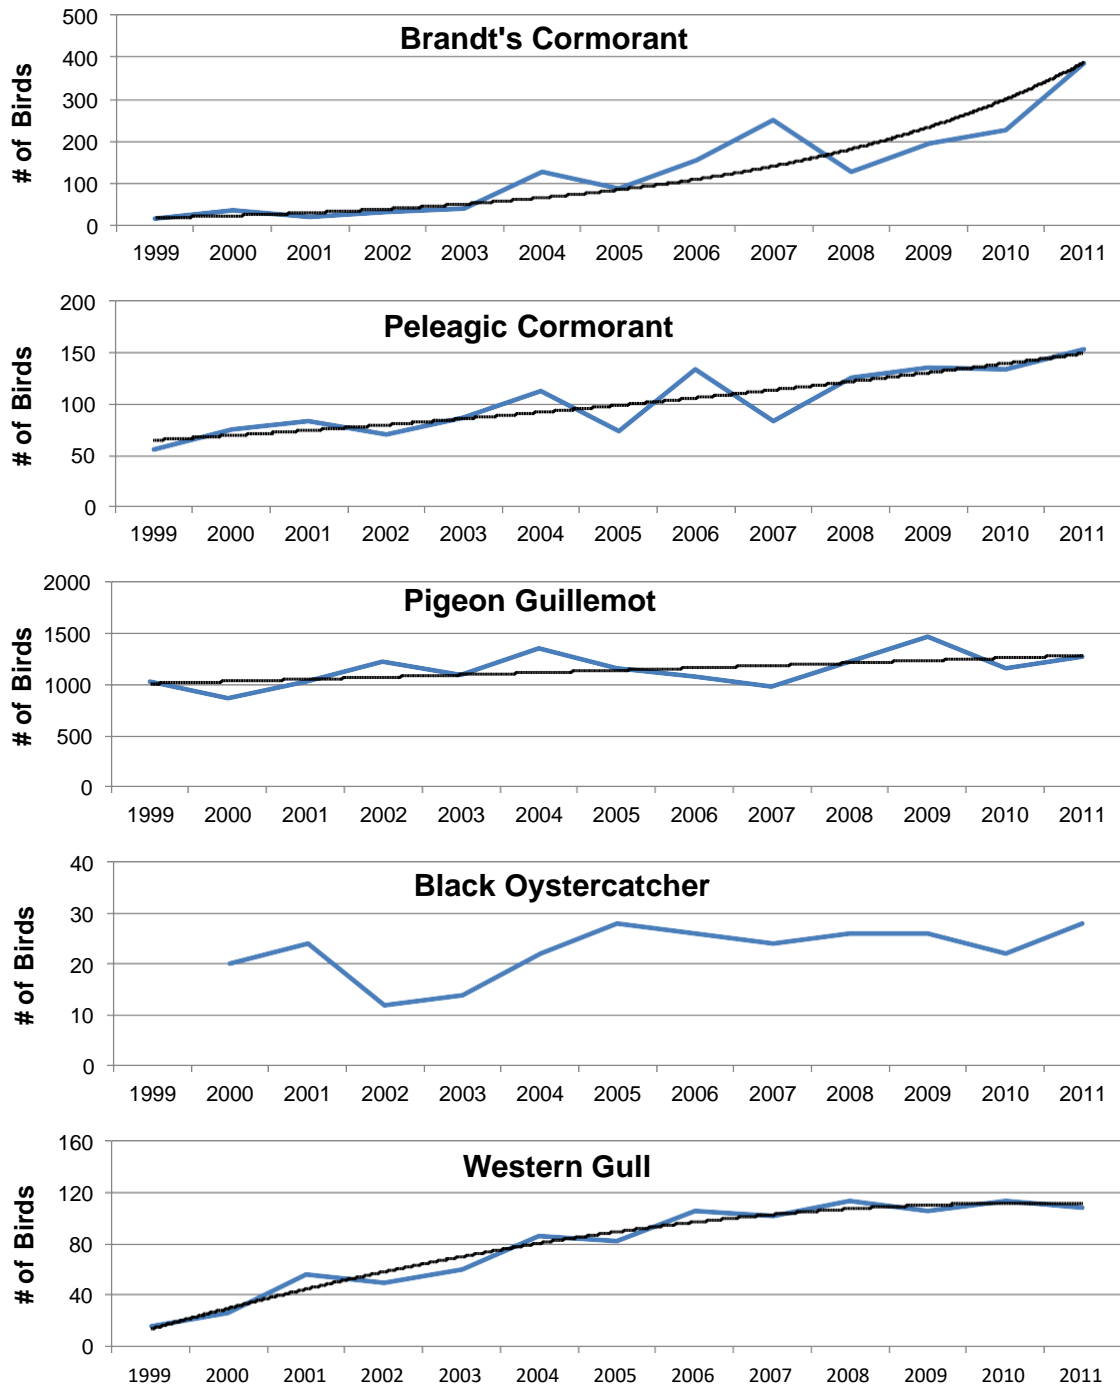 Brandt's Cormorant
# of Birds
500
400
300
200
100
0
1999 2000 2001 2002 2003 2004 2005 2006 2007 2008 2009 2010 2011
Peleagic Cormorant
# of Birds
200
150
100
50
0
1999 2000 2001 2002 2003 2004 2005 2006 2007 2008 2009 2010 2011
Pigeon Guillemot
# of Birds
2000
1500
1000
500
0
1999 2000 2001 2002 2003 2004 2005 2006 2007 2008 2009 2010 2011
Black Oystercatcher
# of Birds
40
30
20
10
0
1999 2000 2001 2002 2003 2004 2005 2006 2007 2008 2009 2010 2011
Western Gull
# of Birds
160
120
80
40
0
1999 2000 2001 2002 2003 2004 2005 2006 2007 2008 2009 2010 2011